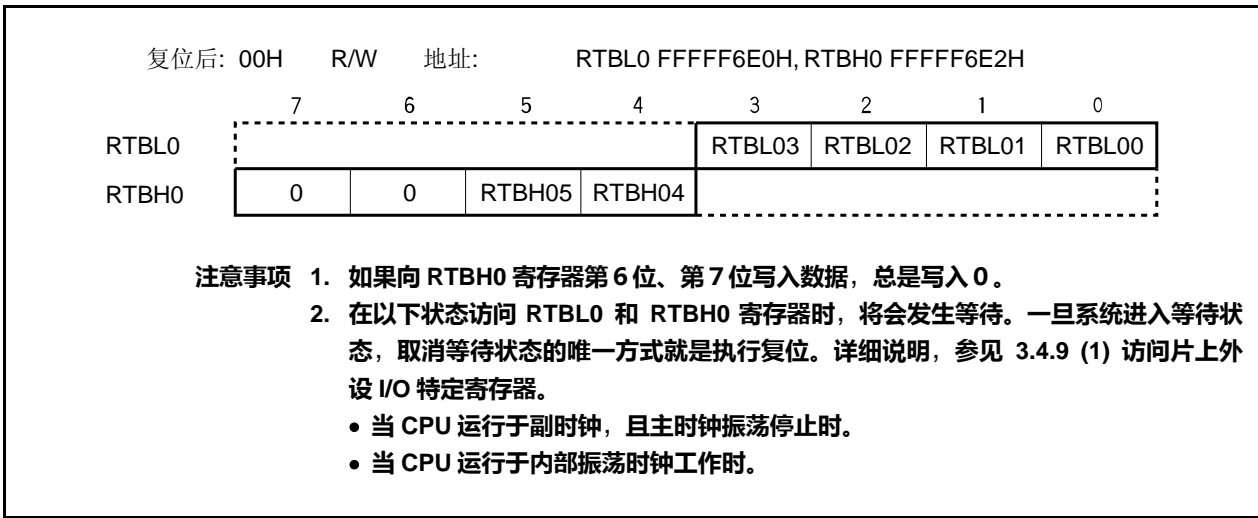 复位后: 00H R/W 地址: RTBL0 FFFFF6E0H, RTBH0 FFFFF6E2H
7 6 5 4 3 2 1 0
RTBL0 RTBL03 RTBL02 RTBL01 RTBL00
RTBH0 0 0 RTBH05 RTBH04
注意事项 1. 如果向 RTBH0 寄存器第6位、第7位写入数据，总是写入0。
2. 在以下状态访问 RTBL0 和 RTBH0 寄存器时，将会发生等待。一旦系统进入等待状
态，取消等待状态的唯一方式就是执行复位。详细说明，参见 3.4.9 (1) 访问片上外
设 I/O 特定寄存器。
• 当 CPU 运行于副时钟，且主时钟振荡停止时。
• 当 CPU 运行于内部振荡时钟工作时。